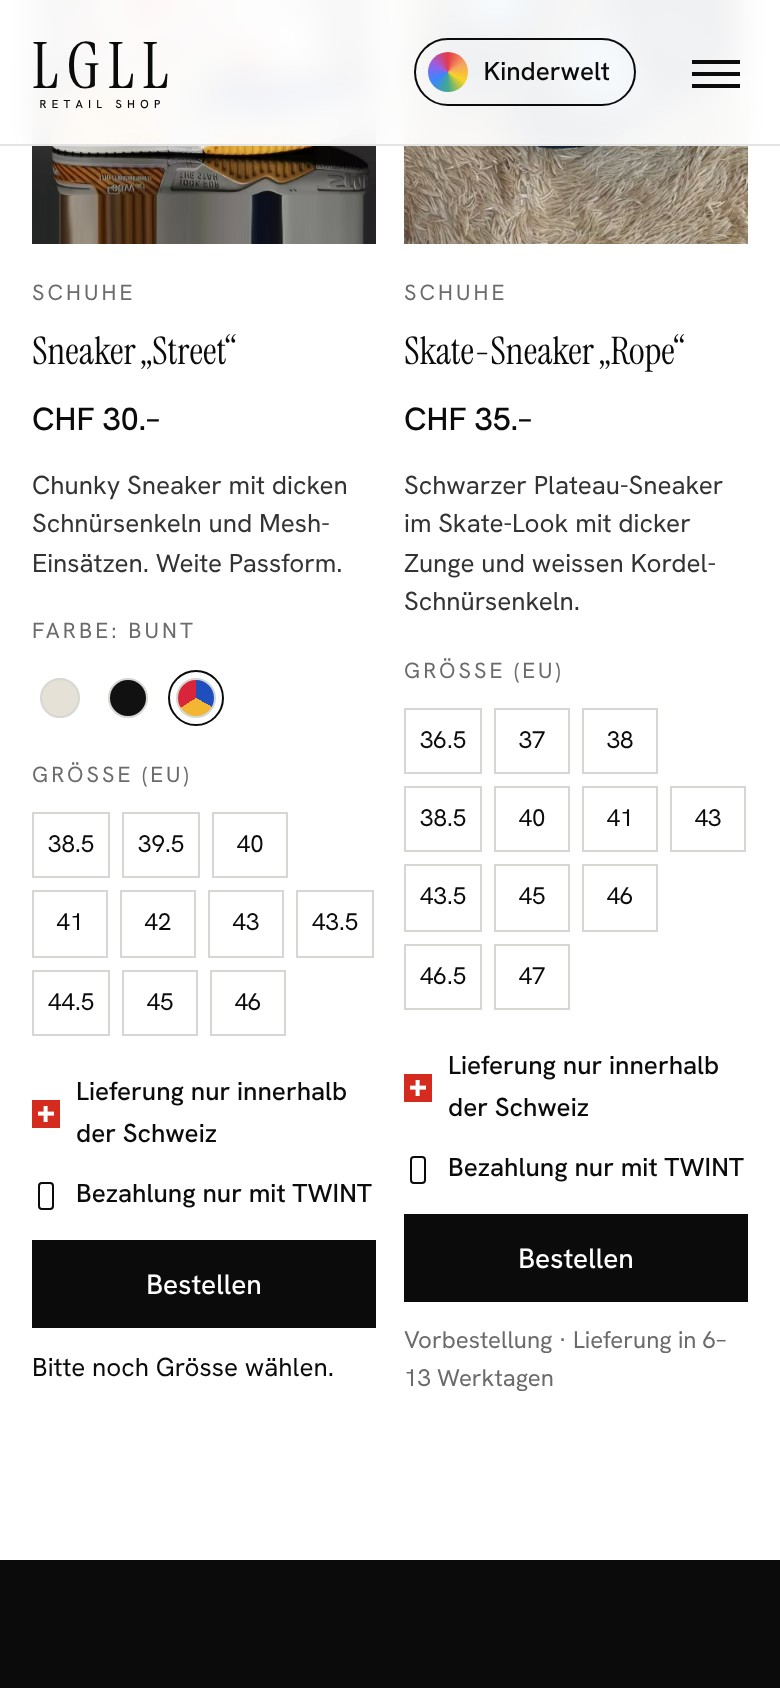 LGLL
RETAIL SHOP
Kinderwelt
SCHUHE
Sneaker „Street“
CHF 30.–
Chunky Sneaker mit dicken
Schnürsenkeln und Mesh-
Einsätzen. Weite Passform.
FARBE: BUNT
GRÖSSE (EU)
38.5 39.5 40
41 42 43 43.5
44.5 45 46
Lieferung nur innerhalb
der Schweiz
Bezahlung nur mit TWINT
Bestellen
Bitte noch Grösse wählen.
SCHUHE
Skate-Sneaker „Rope“
CHF 35.–
Schwarzer Plateau-Sneaker
im Skate-Look mit dicker
Zunge und weissen Kordel-
Schnürsenkeln.
GRÖSSE (EU)
36.5 37 38
38.5 40 41 43
43.5 45 46
46.5 47
Lieferung nur innerhalb
der Schweiz
Bezahlung nur mit TWINT
Bestellen
Vorbestellung · Lieferung in 6–
13 Werktagen